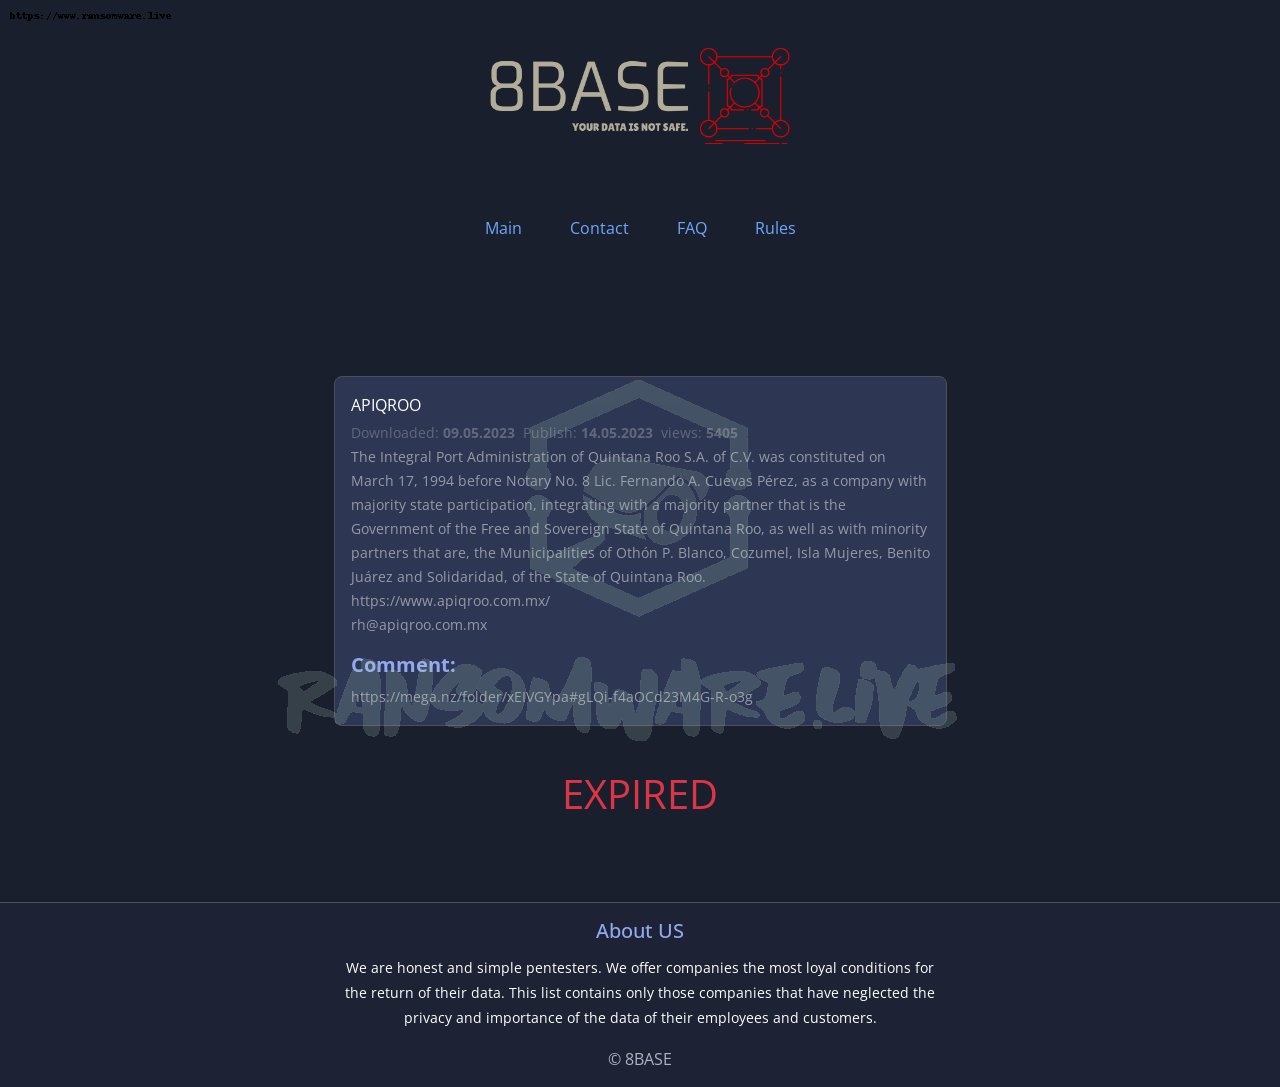 https://www.ransomware.live
8BASE
YOUR DATA IS NOT SAFE.
Main Contact FAQ Rules
APIQROO
Downloaded: 09.05.2023 Publish: 14.05.2023 views: 5405
The Integral Port Administration of Quintana Roo S.A. of C.V. was constituted on
March 17, 1994 before Notary No. 8 Lic. Fernando A. Cuevas Pérez, as a company with
majority state participation, integrating with a majority partner that is the
Government of the Free and Sovereign State of Quintana Roo, as well as with minority
partners that are, the Municipalities of Othón P. Blanco, Cozumel, Isla Mujeres, Benito
Juárez and Solidaridad, of the State of Quintana Roo.
https://www.apiqroo.com.mx/
rh@apiqroo.com.mx
Comment:
RANSOMWARE.LIVE
https://mega.nz/folder/xEIVGYpa#gLQi-f4aOCd23M4G-R-o3g
EXPIRED
About US
We are honest and simple pentesters. We offer companies the most loyal conditions for
the return of their data. This list contains only those companies that have neglected the
privacy and importance of the data of their employees and customers.
© 8BASE